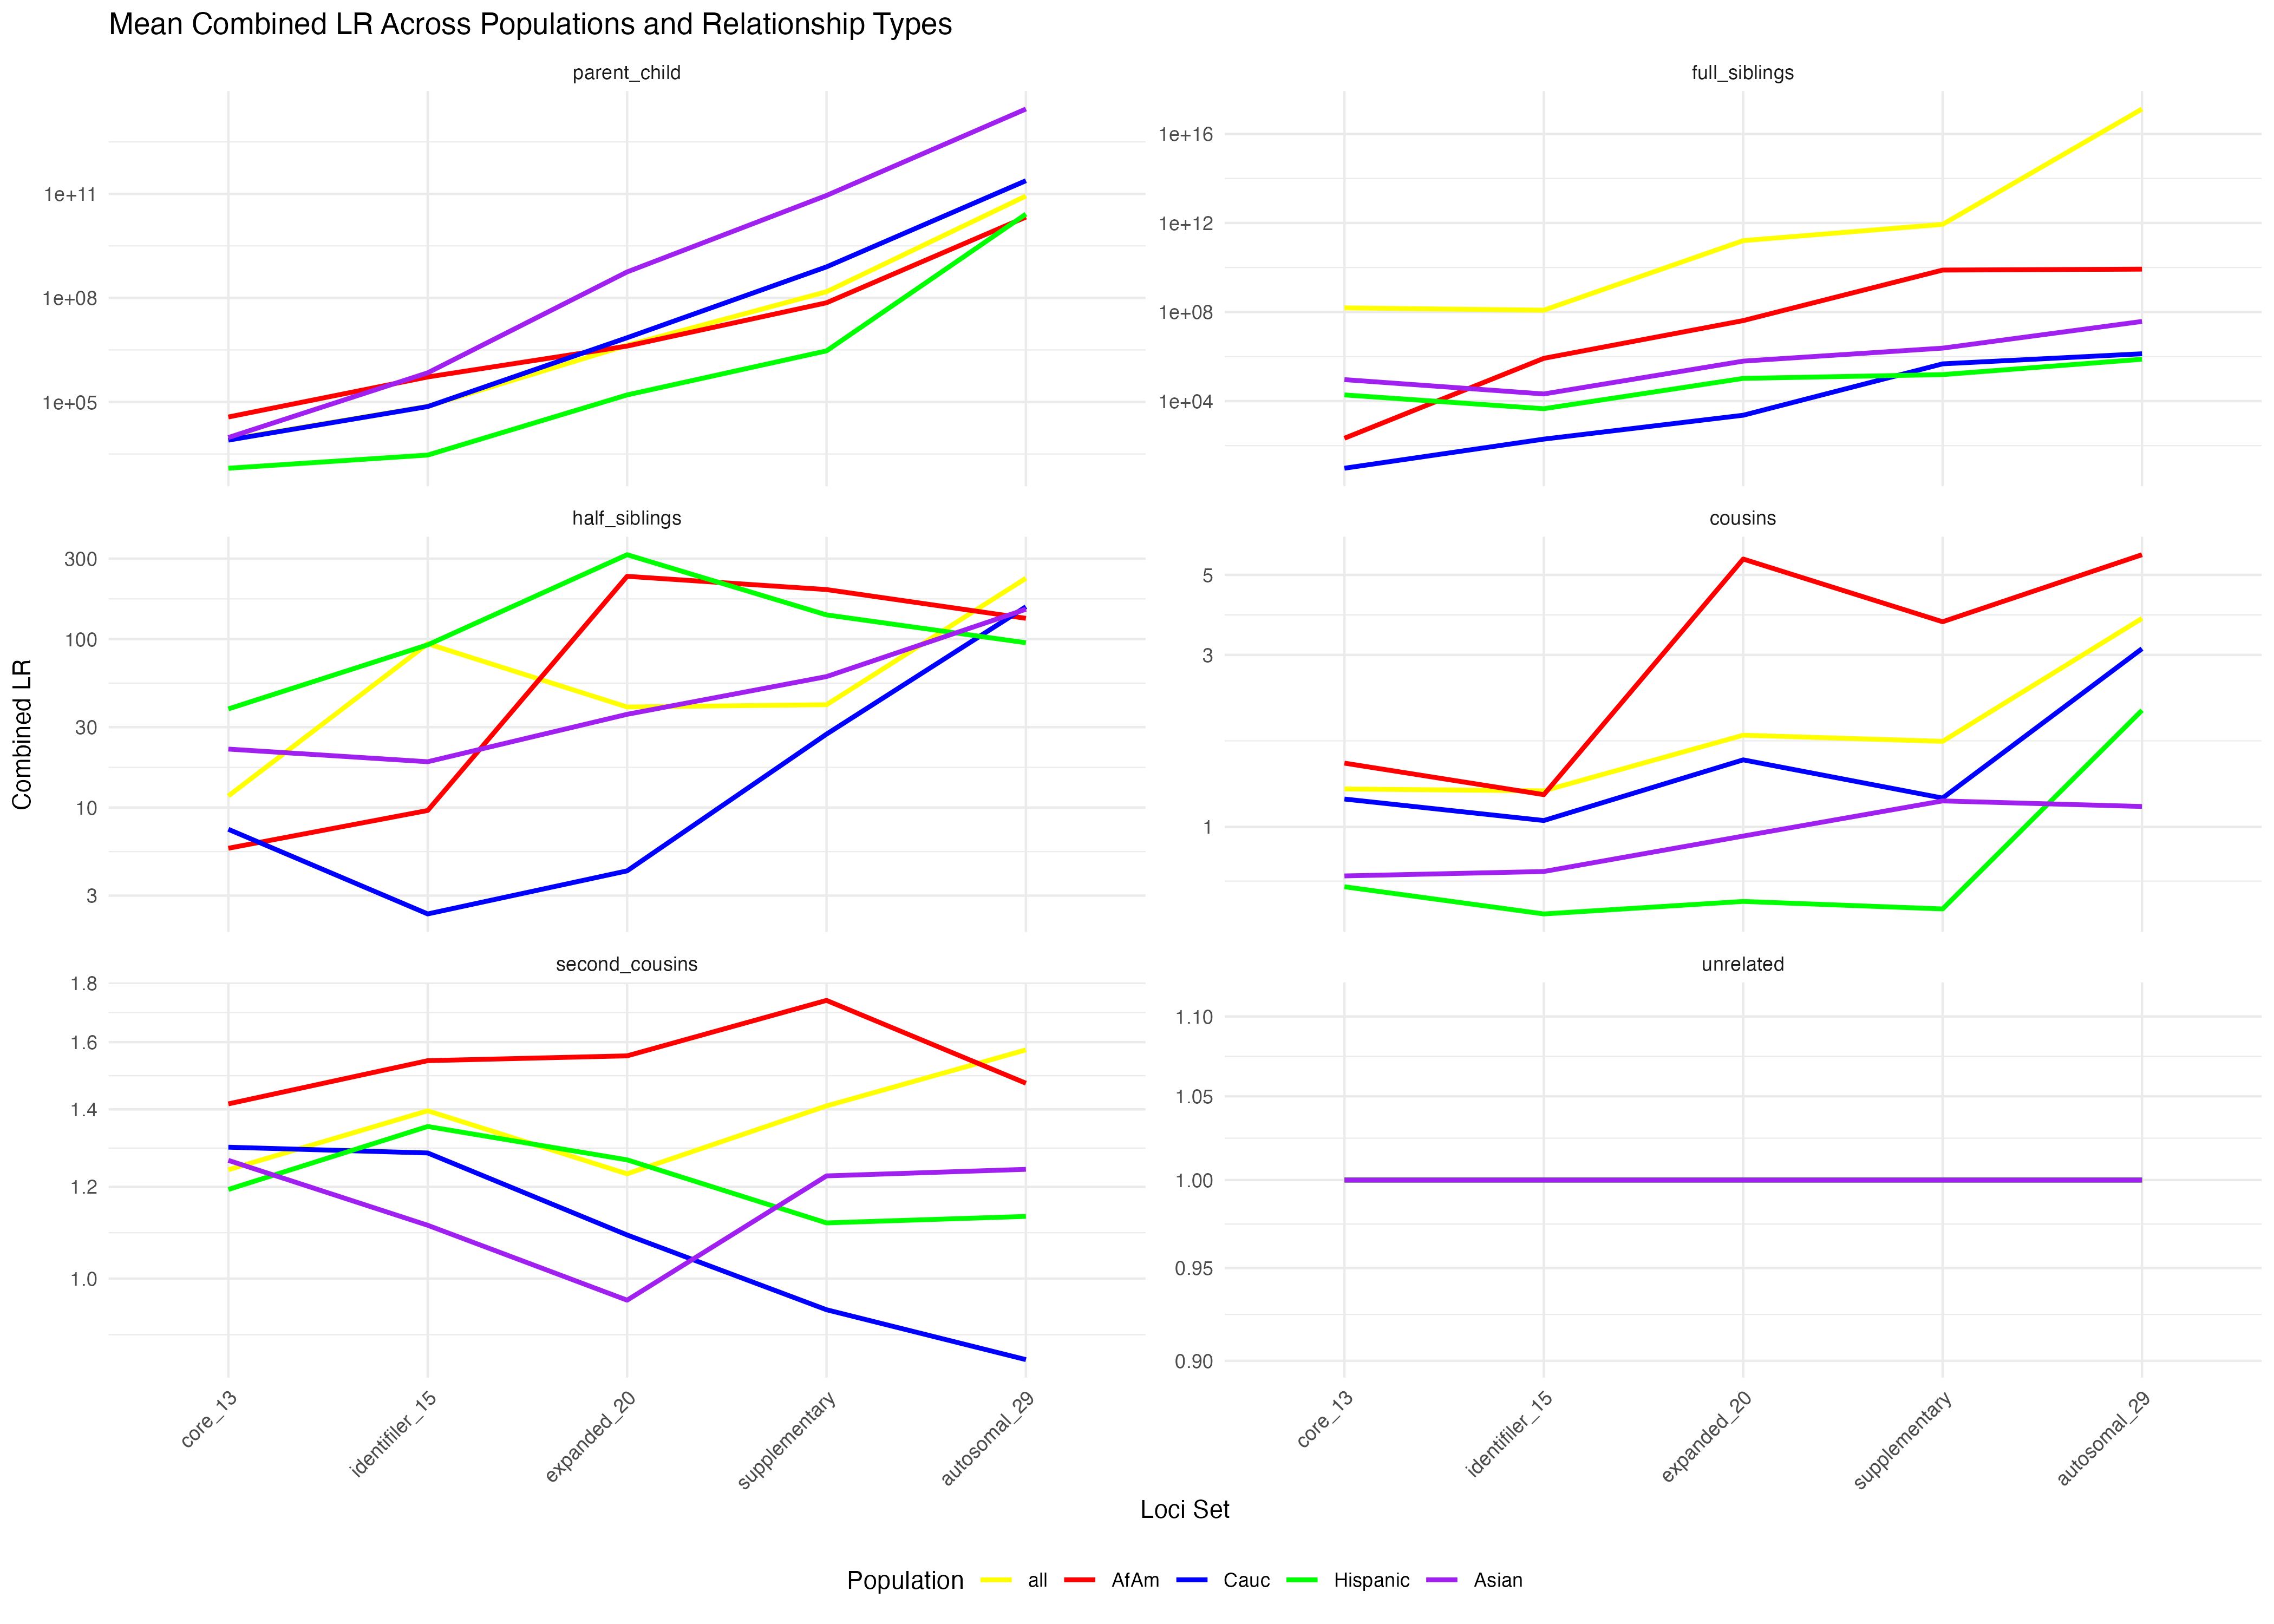 Mean Combined LR Across Populations and Relationship Types
parent_child
1e+11
1e+08
1e+05
full_siblings
1e+16
1e+12
1e+08
1e+04
half_siblings
300
100
30
10
3
cousins
5
3
1
second_cousins
1.8
1.6
1.4
1.2
1.0
unrelated
1.10
1.05
1.00
0.95
0.90
Combined LR
core_13
identifiler_15
expanded_20
supplementary
autosomal_29
core_13
identifiler_15
expanded_20
supplementary
autosomal_29
Loci Set
Population all AfAm Cauc Hispanic Asian